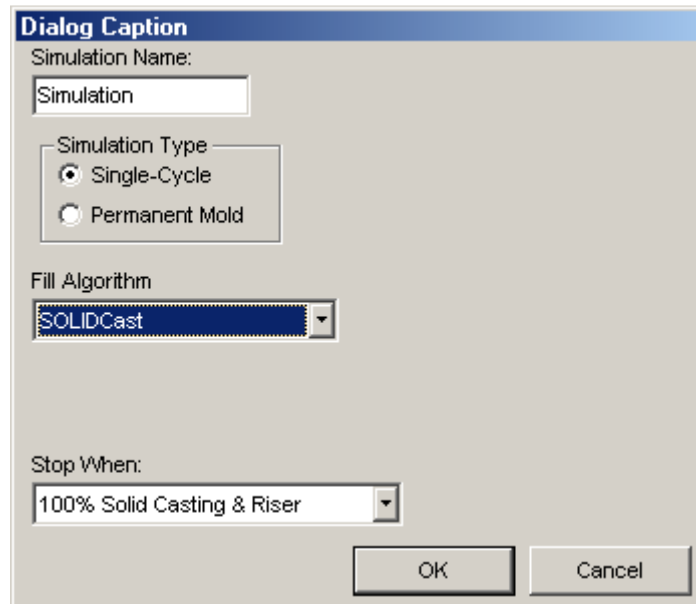 Dialog Caption
Simulation Name:
Simulation
Simulation Type
Single-Cycle
Permanent Mold
Fill Algorithm
SOLIDCast
Stop When:
100% Solid Casting & Riser
OK Cancel